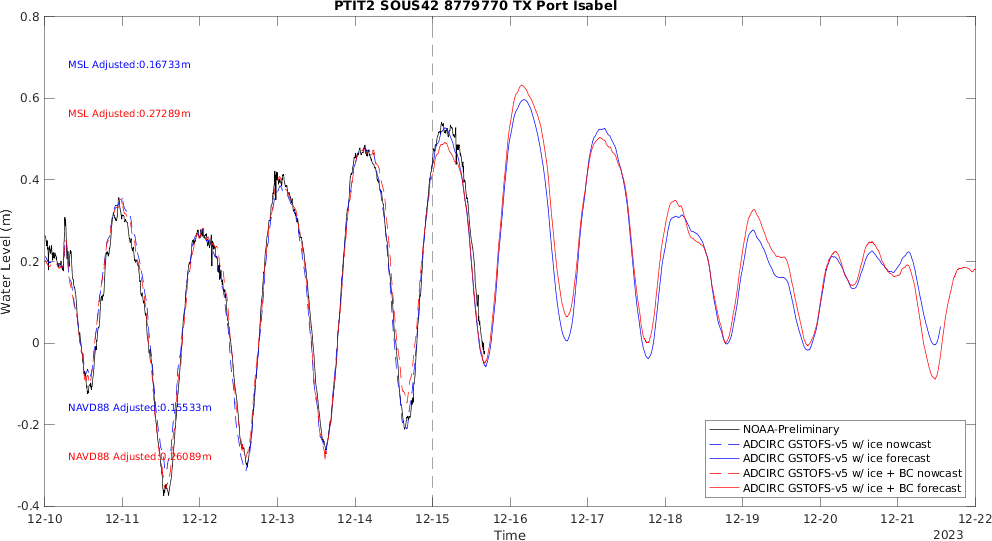 PTIT2 SOUS42 8779770 TX Port Isabel
Water Level (m)
0.8
0.6
0.4
0.2
0
-0.2
-0.4
MSL Adjusted:0.16733m
MSL Adjusted:0.27289m
NAVD88 Adjusted:0.15533m
NAVD88 Adjusted:0.26089m
NOAA-Preliminary
ADCIRC GSTOFS-v5 w/ ice nowcast
ADCIRC GSTOFS-v5 w/ ice forecast
ADCIRC GSTOFS-v5 w/ ice + BC nowcast
ADCIRC GSTOFS-v5 w/ ice + BC forecast
12-10 12-11 12-12 12-13 12-14 12-15 12-16 12-17 12-18 12-19 12-20 12-21 12-22
Time
2023